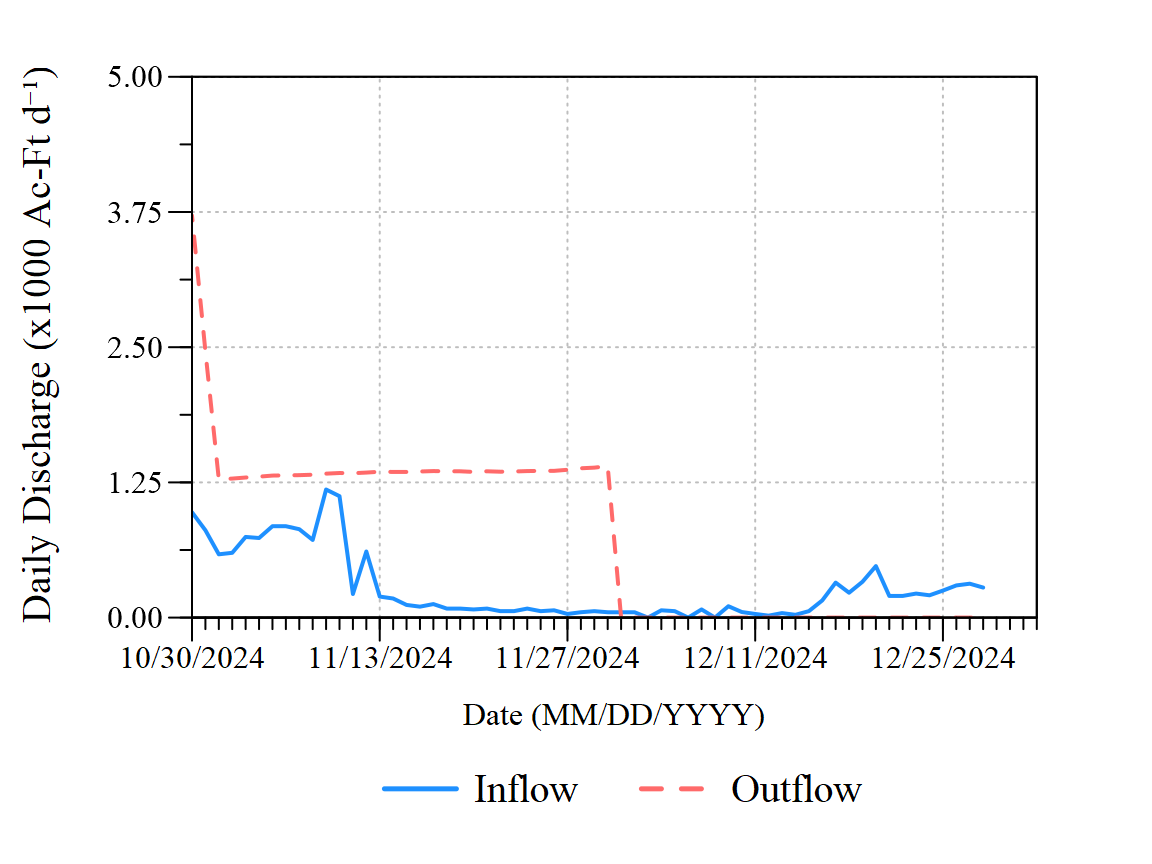 Daily Discharge (x1000 Ac-Ft d⁻¹)
5.00
3.75
2.50
1.25
0.00
10/30/2024 11/13/2024 11/27/2024 12/11/2024 12/25/2024
Date (MM/DD/YYYY)
Inflow Outflow